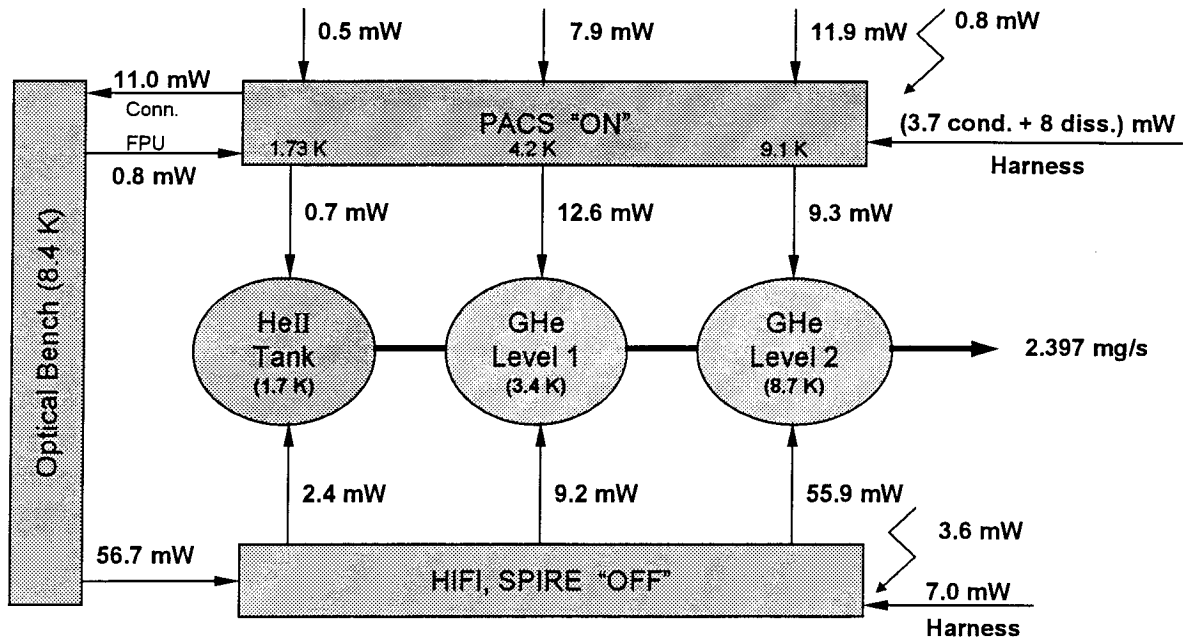 0.5 mW
7.9 mW
11.9 mW
0.8 mW
11.0 mW
Conn.
FPU
0.8 mW
PACS "ON"
1.73 K
4.2 K
9.1 K
(3.7 cond. + 8 diss.) mW
Harness
0.7 mW
12.6 mW
9.3 mW
Optical Bench (8.4 K)
HeII
Tank
(1.7 K)
GHe
Level 1
(3.4 K)
GHe
Level 2
(8.7 K)
2.397 mg/s
2.4 mW
9.2 mW
55.9 mW
3.6 mW
56.7 mW
HIFI, SPIRE "OFF"
7.0 mW
Harness